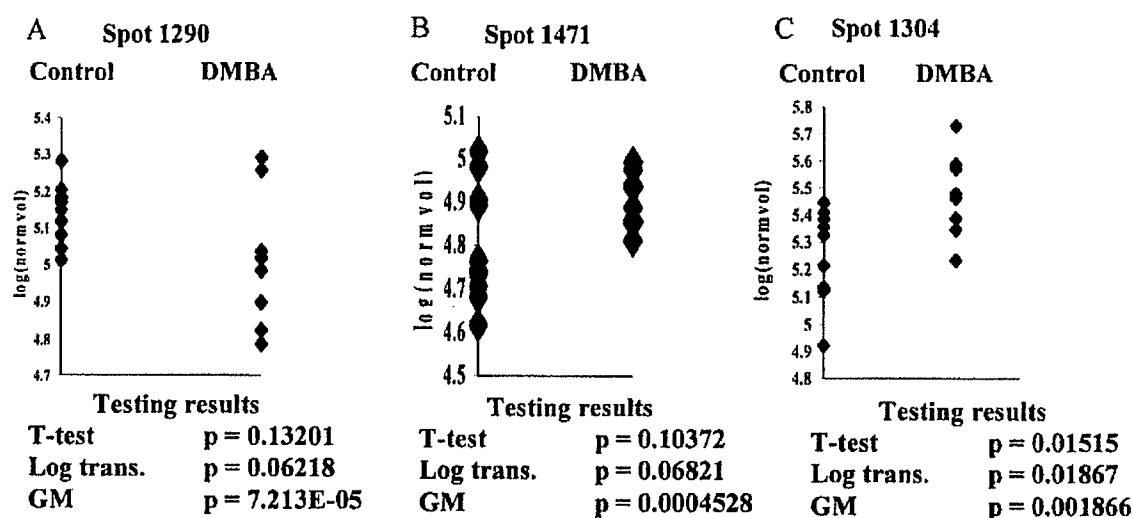 A Spot 1290
Control DMBA
log(normvol)
5.4
5.3
5.2
5.1
5
4.9
4.8
4.7
Testing results
T-test p = 0.13201
Log trans. p = 0.06218
GM p = 7.213E-05
B Spot 1471
Control DMBA
log(normvol)
5.1
5
4.9
4.8
4.7
4.6
4.5
Testing results
T-test p = 0.10372
Log trans. p = 0.06821
GM p = 0.0004528
C Spot 1304
Control DMBA
log(normvol)
5.8
5.7
5.6
5.5
5.4
5.3
5.2
5.1
5
4.9
4.8
Testing results
T-test p = 0.01515
Log trans. p = 0.01867
GM p = 0.001866